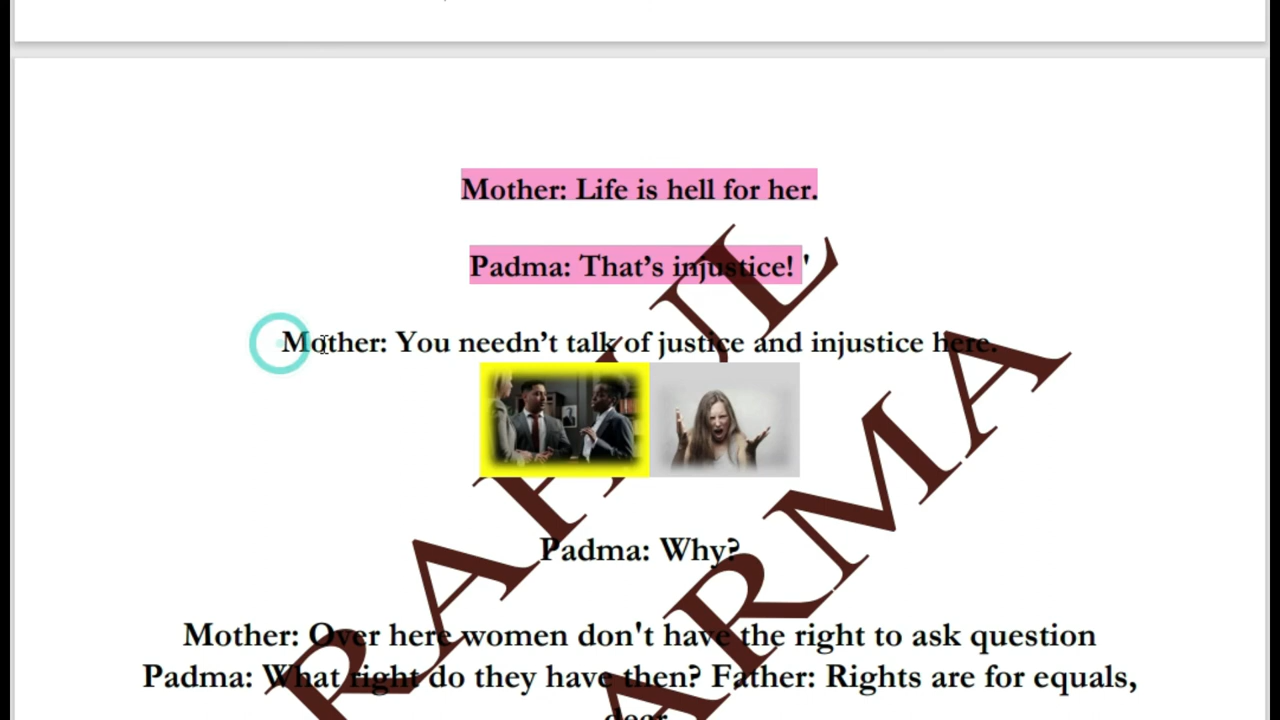 Mother: Life is hell for her.
Padma: That’s injustice! '
Mother: You needn’t talk of justice and injustice here.
Padma: Why?
Mother: Over here women don't have the right to ask question
Padma: What right do they have then? Father: Rights are for equals,
dear
RAHUL
ARMA